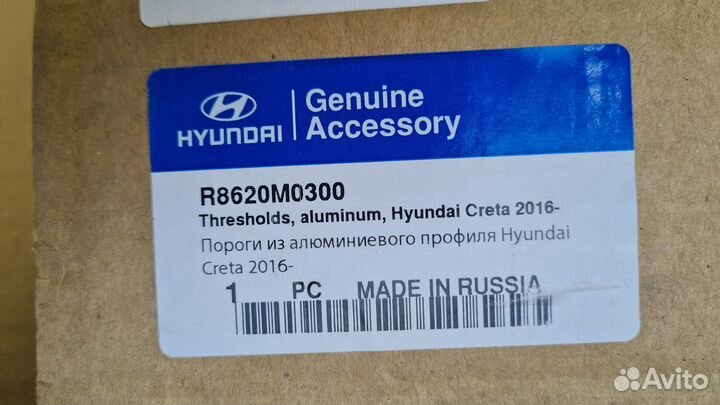 HYUNDAI
Genuine
Accessory
R8620M0300
Thresholds, aluminum, Hyundai Creta 2016-
Пороги из алюминиевого профиля Hyundai
Creta 2016-
1 PC MADE IN RUSSIA
Avito